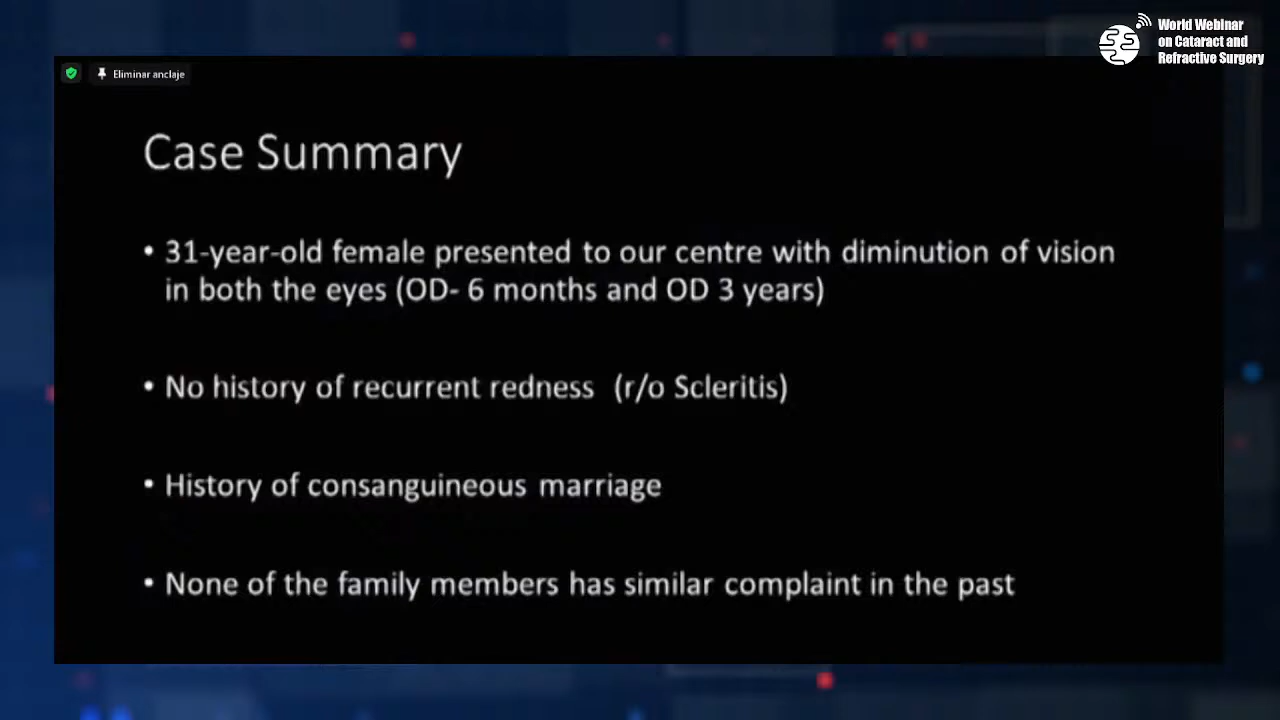 World Webinar
on Cataract and
Refractive Surgery
Eliminar anclaje
Case Summary
• 31-year-old female presented to our centre with diminution of vision
in both the eyes (OD- 6 months and OD 3 years)
• No history of recurrent redness (r/o Scleritis)
• History of consanguineous marriage
• None of the family members has similar complaint in the past